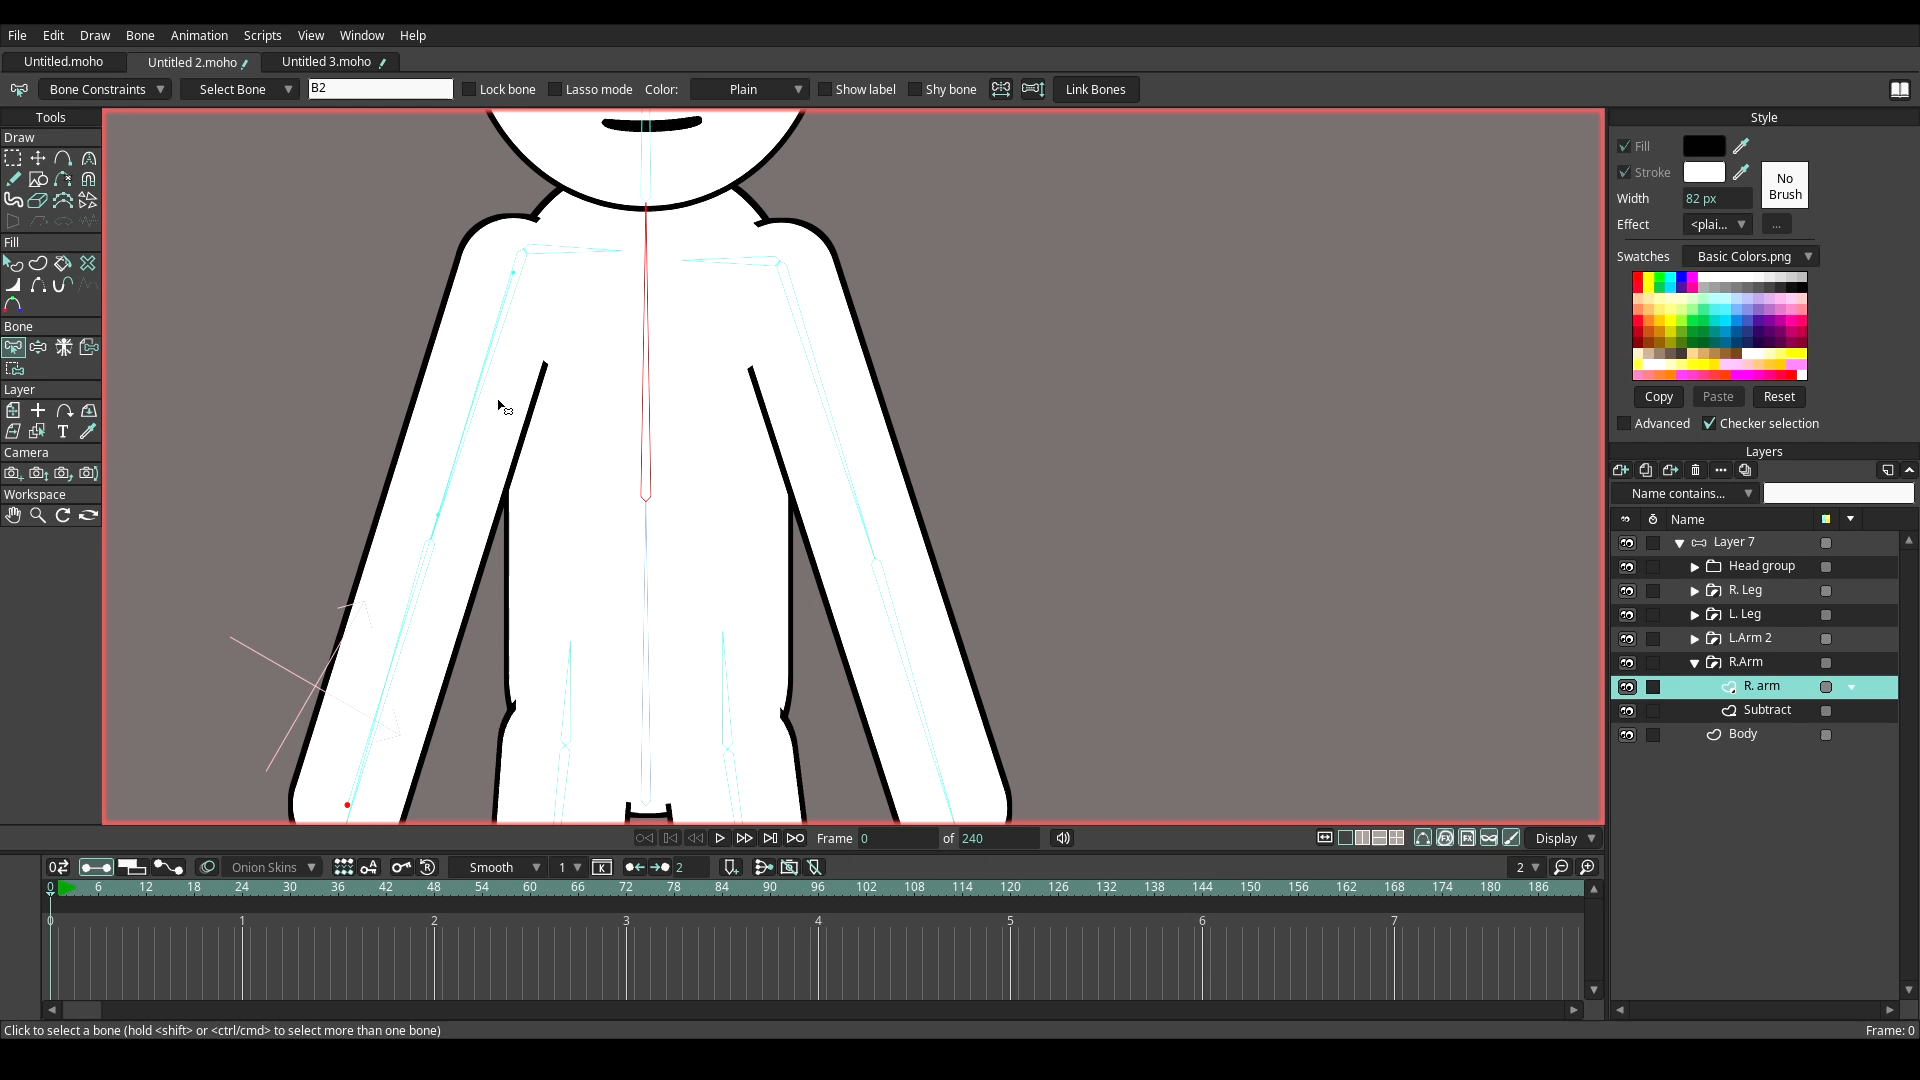 File Edit Draw Bone Animation Scripts View Window Help
Untitled.moho Untitled 2.moho Untitled 3.moho
Bone Constraints Select Bone B2 Lock bone Lasso mode Color: Plain Show label Shy bone Link Bones
Tools
Draw
Fill
Bone
Layer
T
Camera
Workspace
Style
Fill
Stroke
No Brush
Width 82 px
Effect <plai... ...
Swatches Basic Colors.png
Copy Paste Reset
Advanced Checker selection
Layers
Name contains...
Name
Layer 7
Head group
R. Leg
L. Leg
L.Arm 2
R.Arm
R. arm
Subtract
Body
Frame 0 of 240 Display
Onion Skins Smooth 1 K 2 2
0 6 12 18 24 30 36 42 48 54 60 66 72 78 84 90 96 102 108 114 120 126 132 138 144 150 156 162 168 174 180 186
0 1 2 3 4 5 6 7
Click to select a bone (hold <shift> or <ctrl/cmd> to select more than one bone) Frame: 0